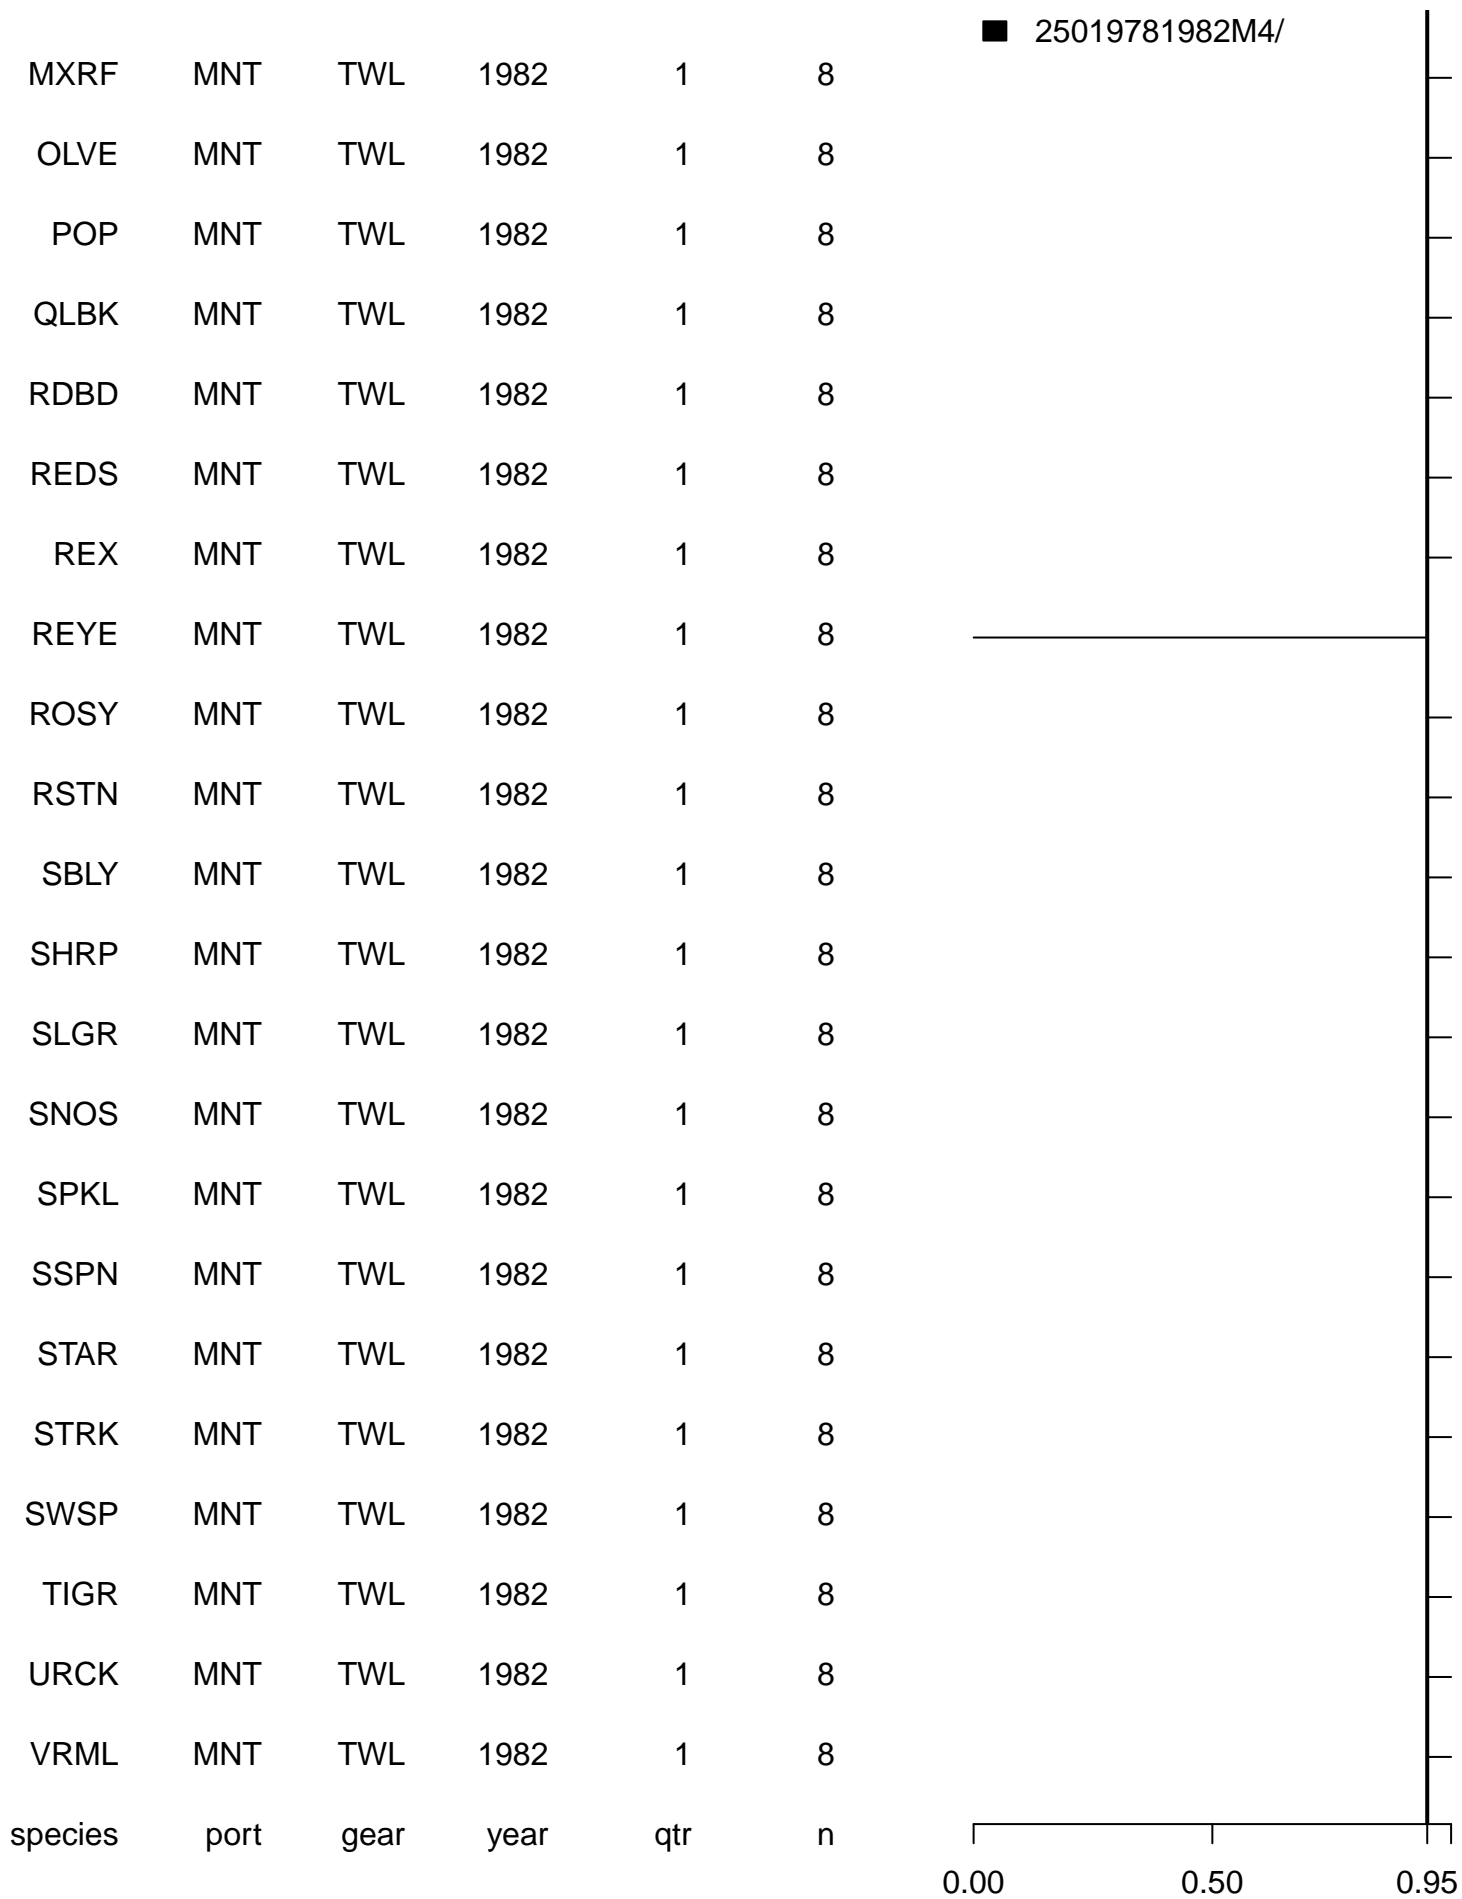 25019781982M4/
MXRF MNT TWL 1982 1 8
OLVE MNT TWL 1982 1 8
POP MNT TWL 1982 1 8
QLBK MNT TWL 1982 1 8
RDBD MNT TWL 1982 1 8
REDS MNT TWL 1982 1 8
REX MNT TWL 1982 1 8
REYE MNT TWL 1982 1 8
ROSY MNT TWL 1982 1 8
RSTN MNT TWL 1982 1 8
SBLY MNT TWL 1982 1 8
SHRP MNT TWL 1982 1 8
SLGR MNT TWL 1982 1 8
SNOS MNT TWL 1982 1 8
SPKL MNT TWL 1982 1 8
SSPN MNT TWL 1982 1 8
STAR MNT TWL 1982 1 8
STRK MNT TWL 1982 1 8
SWSP MNT TWL 1982 1 8
TIGR MNT TWL 1982 1 8
URCK MNT TWL 1982 1 8
VRML MNT TWL 1982 1 8
species port gear year qtr n
0.00 0.50 0.95